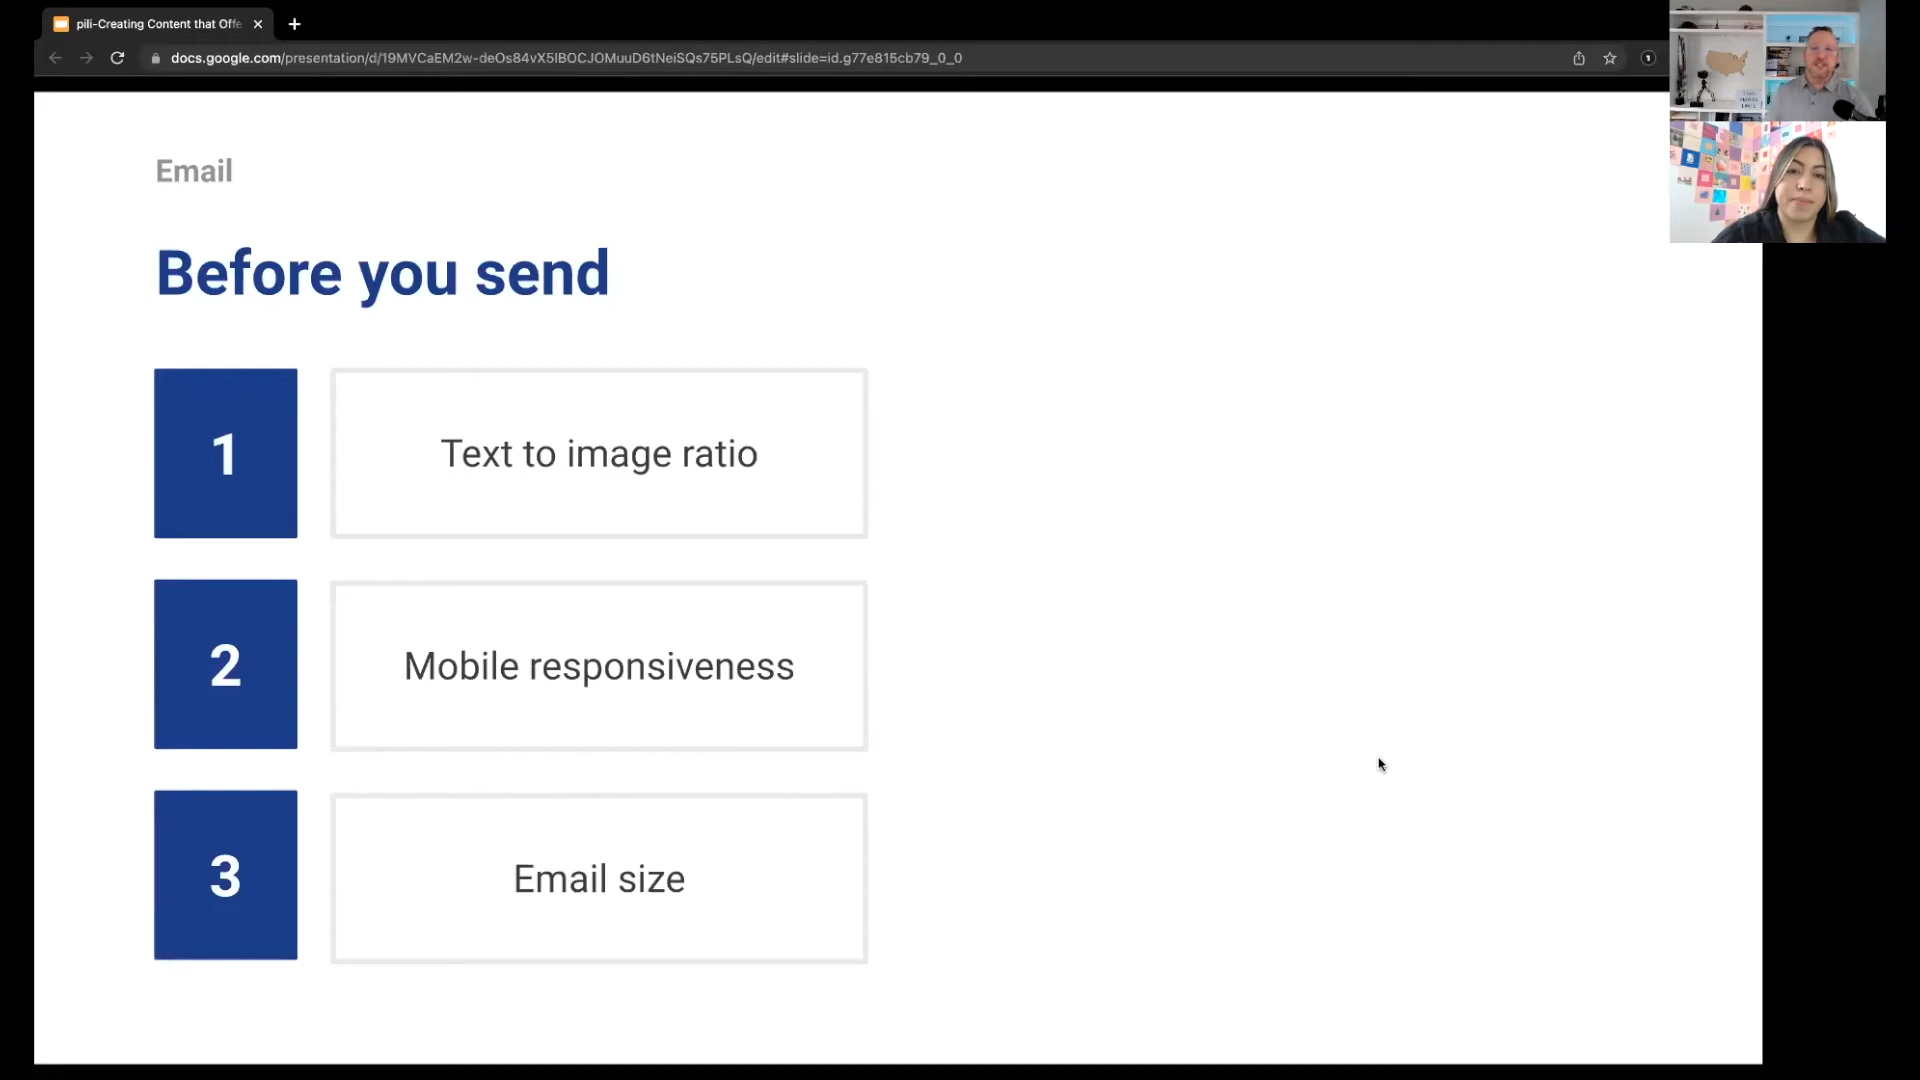 pili-Creating Content that Offe
docs.google.com/presentation/d/19MVCaEM2w-deOs84vX5IBOCJOMuuD6tNeiSQs75PLsQ/edit#slide=id.g77e815cb79_0_0
Email
Before you send
1
Text to image ratio
2
Mobile responsiveness
3
Email size